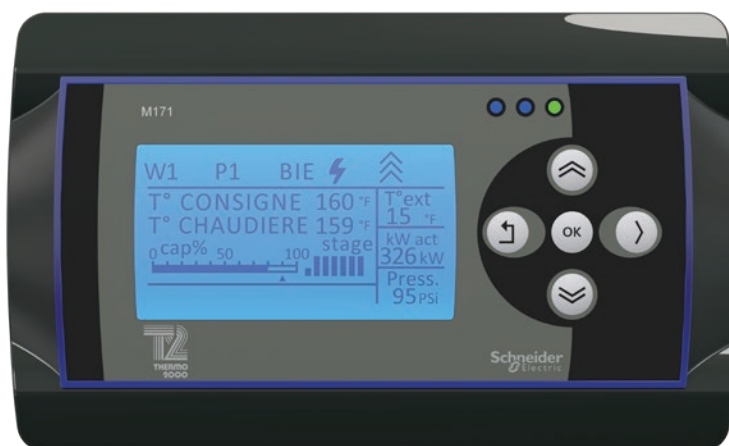 M171
W1 P1 BIE
T° CONSIGNE 160 °F
T° CHAUDIERE 159 °F
T°ext
15 °F
0 cap% 50 100 stage
kW act
326 kW
Press.
95 PSi
OK
T2
THERMO
2000
Schneider
Electric